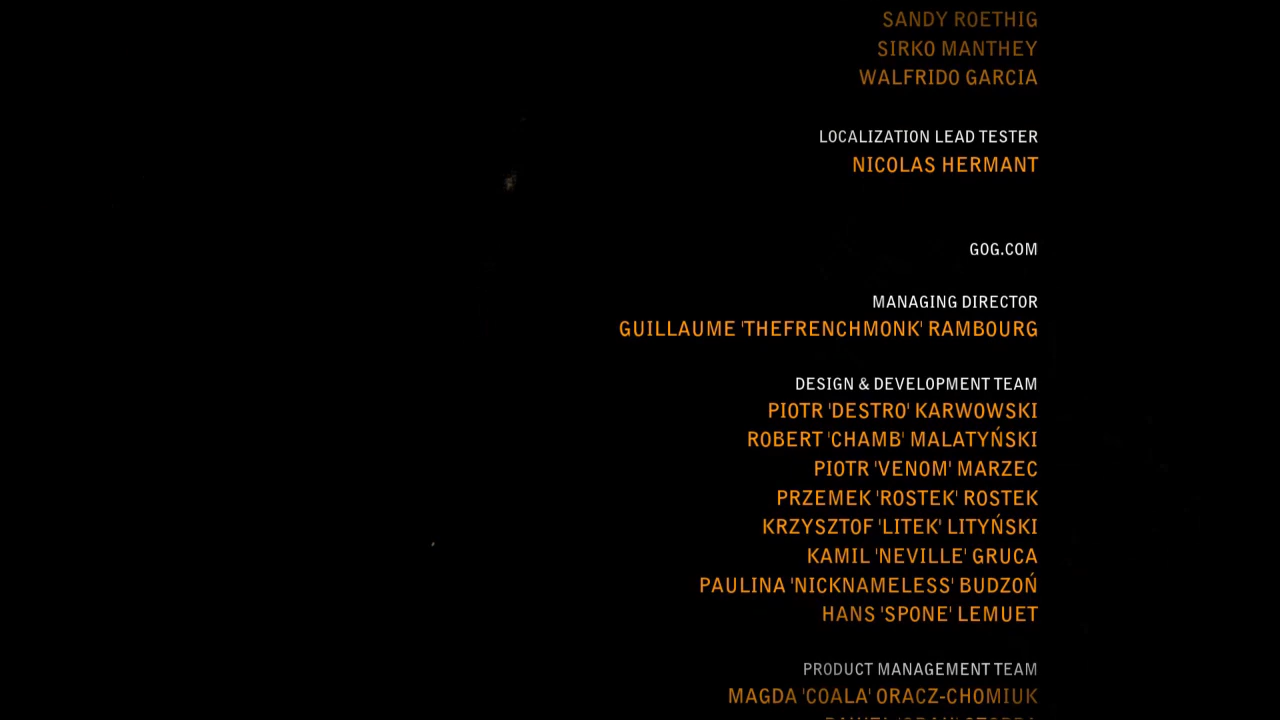 SANDY ROETHIG
SIRKO MANTHEY
WALFRIDO GARCIA
LOCALIZATION LEAD TESTER
NICOLAS HERMANT
GOG.COM
MANAGING DIRECTOR
GUILLAUME 'THEFRENCHMONK' RAMBOURG
DESIGN & DEVELOPMENT TEAM
PIOTR 'DESTRO' KARWOWSKI
ROBERT 'CHAMB' MALATYŃSKI
PIOTR 'VENOM' MARZEC
PRZEMEK 'ROSTEK' ROSTEK
KRZYSZTOF 'LITEK' LITYŃSKI
KAMIL 'NEVILLE' GRUCA
PAULINA 'NICKNAMELESS' BUDZOŃ
HANS 'SPONE' LEMUET
PRODUCT MANAGEMENT TEAM
MAGDA 'COALA' ORACZ-CHOMIUK